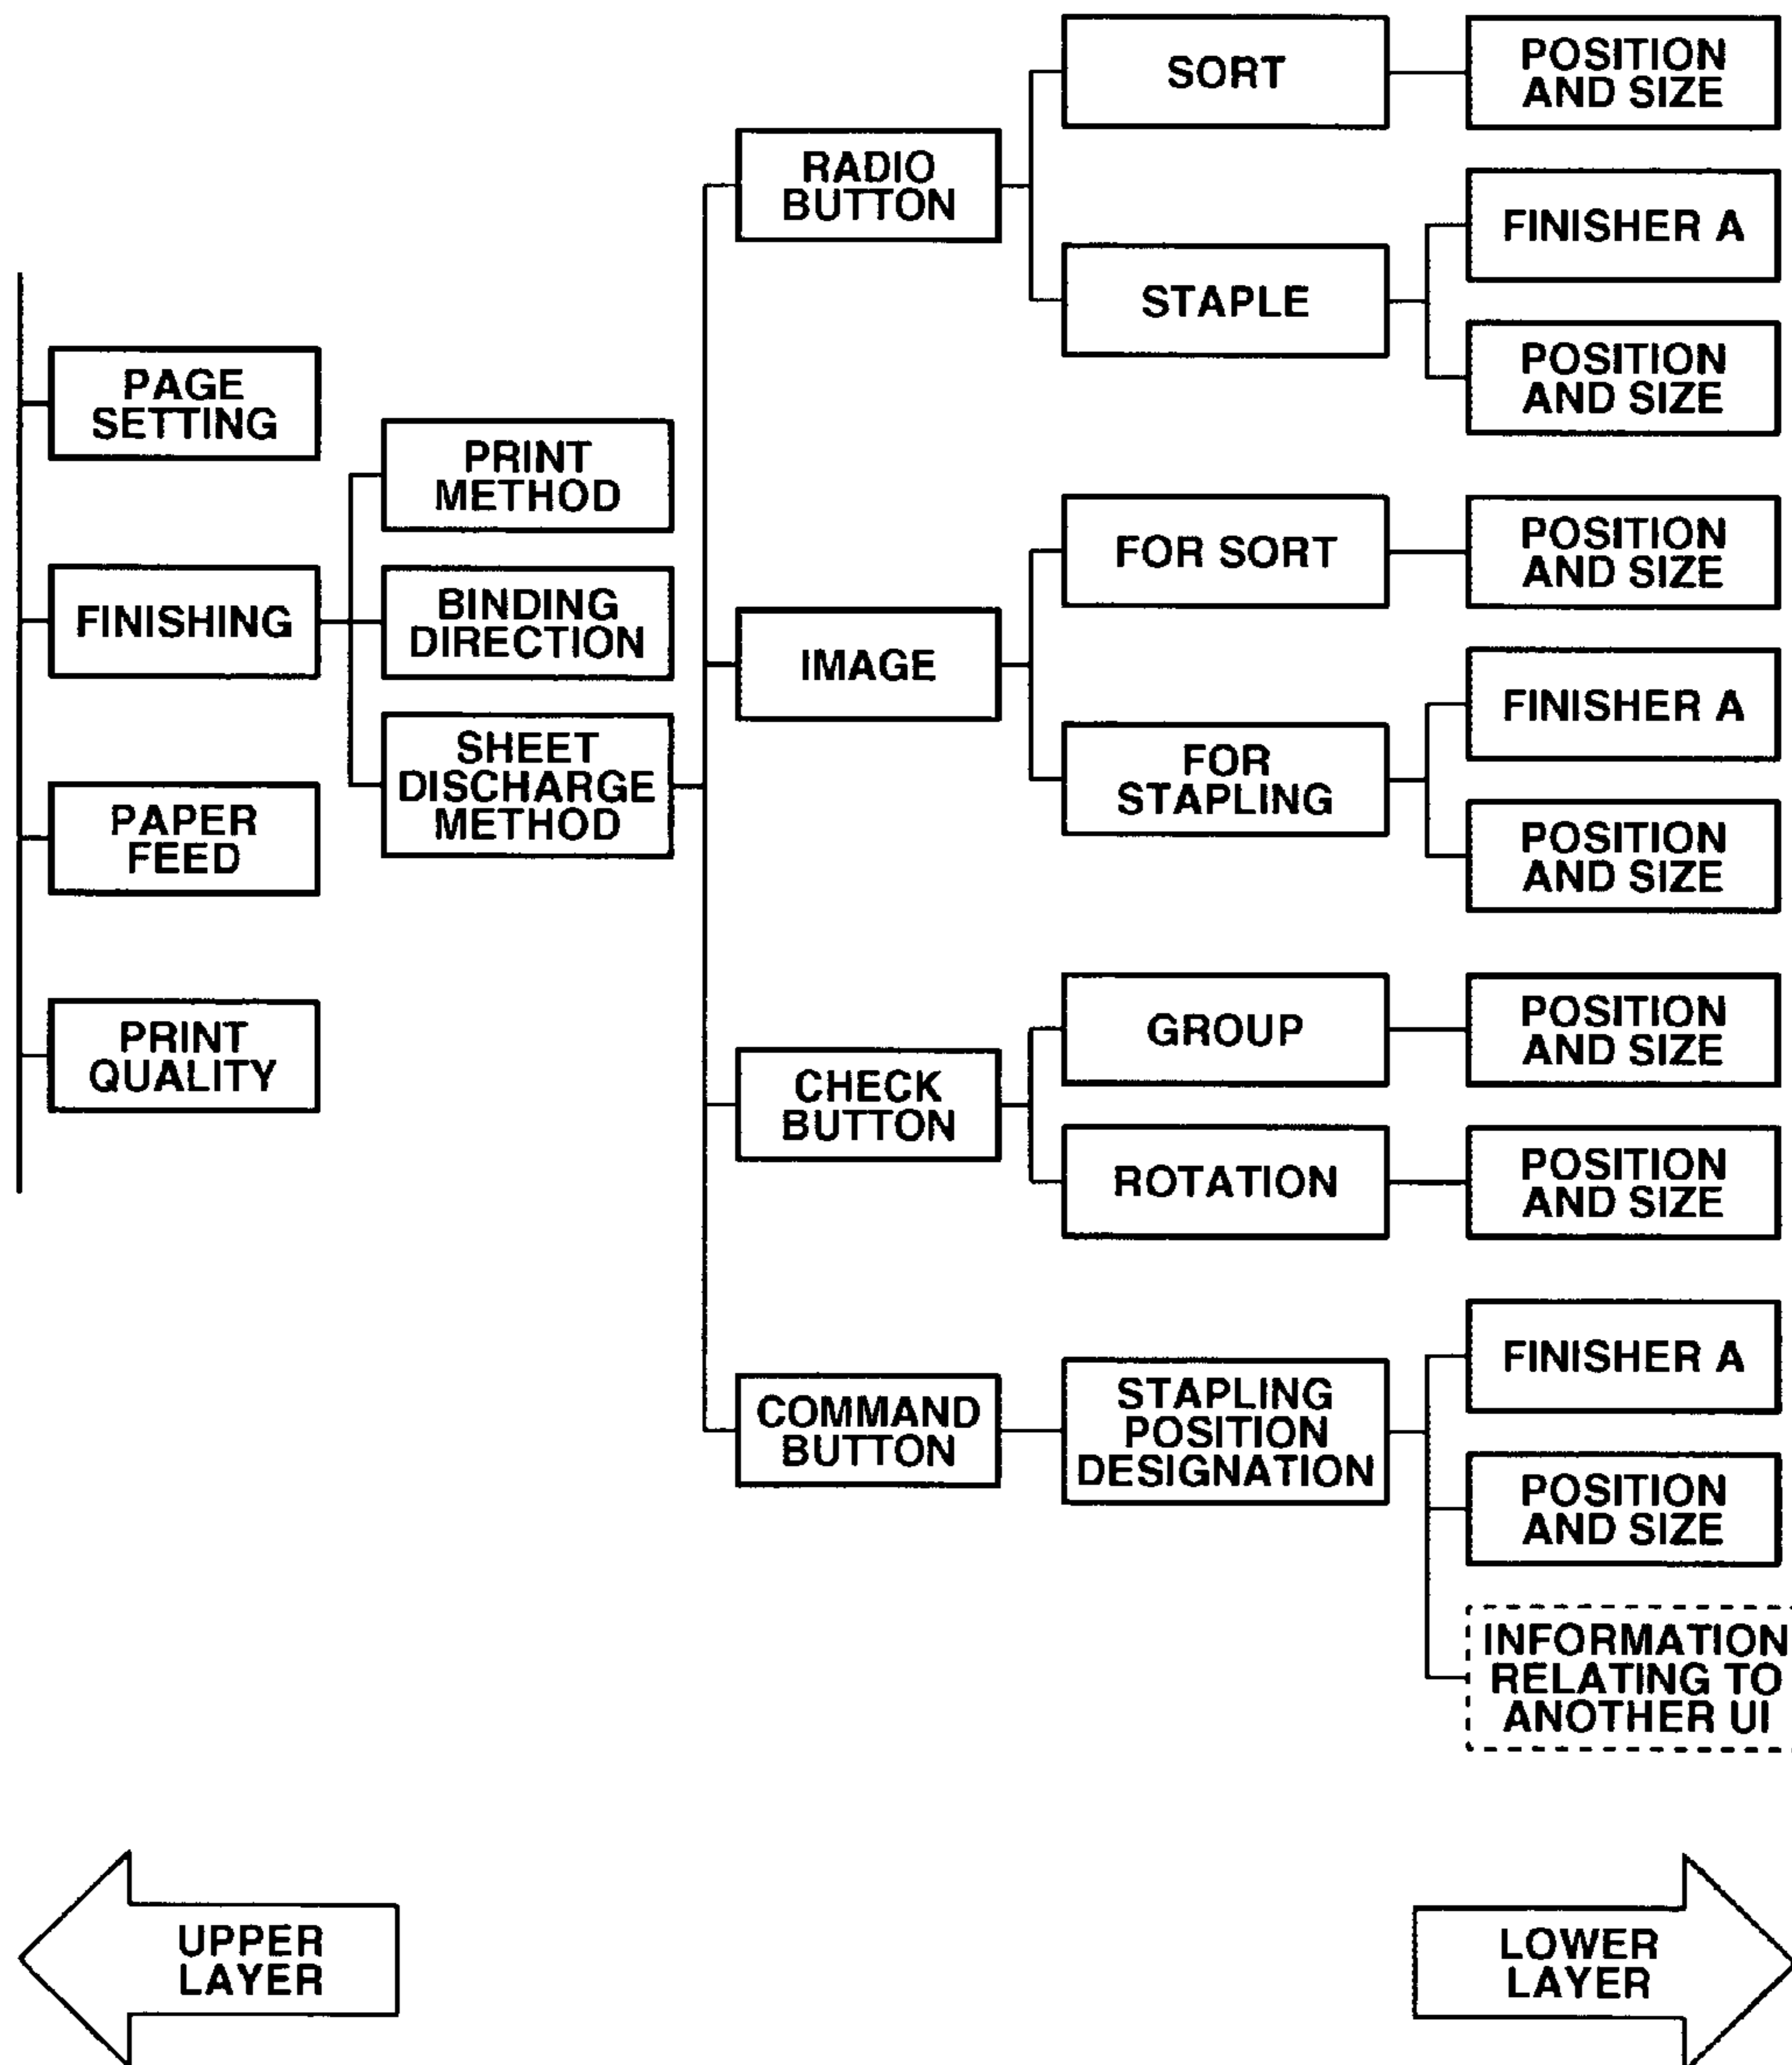 PAGE
SETTING
FINISHING
PAPER
FEED
PRINT
QUALITY
PRINT
METHOD
BINDING
DIRECTION
SHEET
DISCHARGE
METHOD
RADIO
BUTTON
IMAGE
CHECK
BUTTON
COMMAND
BUTTON
SORT
STAPLE
FOR SORT
FOR
STAPLING
GROUP
ROTATION
STAPLING
POSITION
DESIGNATION
POSITION
AND SIZE
FINISHER A
POSITION
AND SIZE
POSITION
AND SIZE
FINISHER A
POSITION
AND SIZE
POSITION
AND SIZE
POSITION
AND SIZE
FINISHER A
POSITION
AND SIZE
INFORMATION
RELATING TO
ANOTHER UI
UPPER
LAYER
LOWER
LAYER